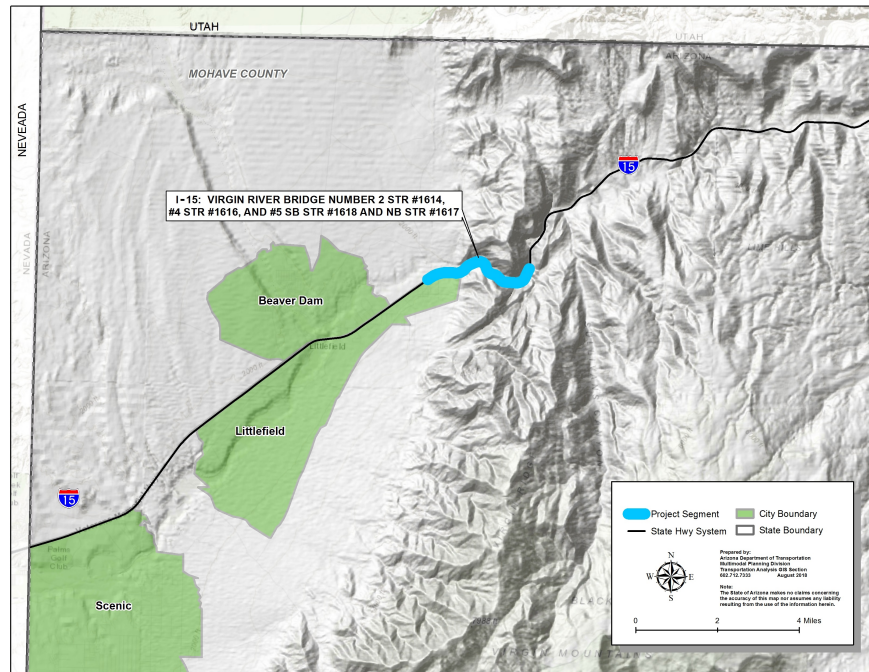 UTAH
UTAH
ARIZONA
MOHAVE COUNTY
NEVEADA
NEVADA
ARIZONA
15
I-15: VIRGIN RIVER BRIDGE NUMBER 2 STR #1614,
#4 STR #1616, AND #5 SB STR #1618 AND NB STR #1617
Beaver Dam
Littlefield
Littlefield
15
Palms
Golf
Club
Scenic
VIRGIN MOUNTAINS
Project Segment
City Boundary
State Hwy System
State Boundary
N
W
E
S
Prepared by:
Arizona Department of Transportation
Multimodal Planning Division
Transportation Analysis GIS Section
602.712.7333 August 2018
Note:
The State of Arizona makes no claims concerning
the accuracy of this map nor assumes any liability
resulting from the use of the information herein.
0 2 4 Miles